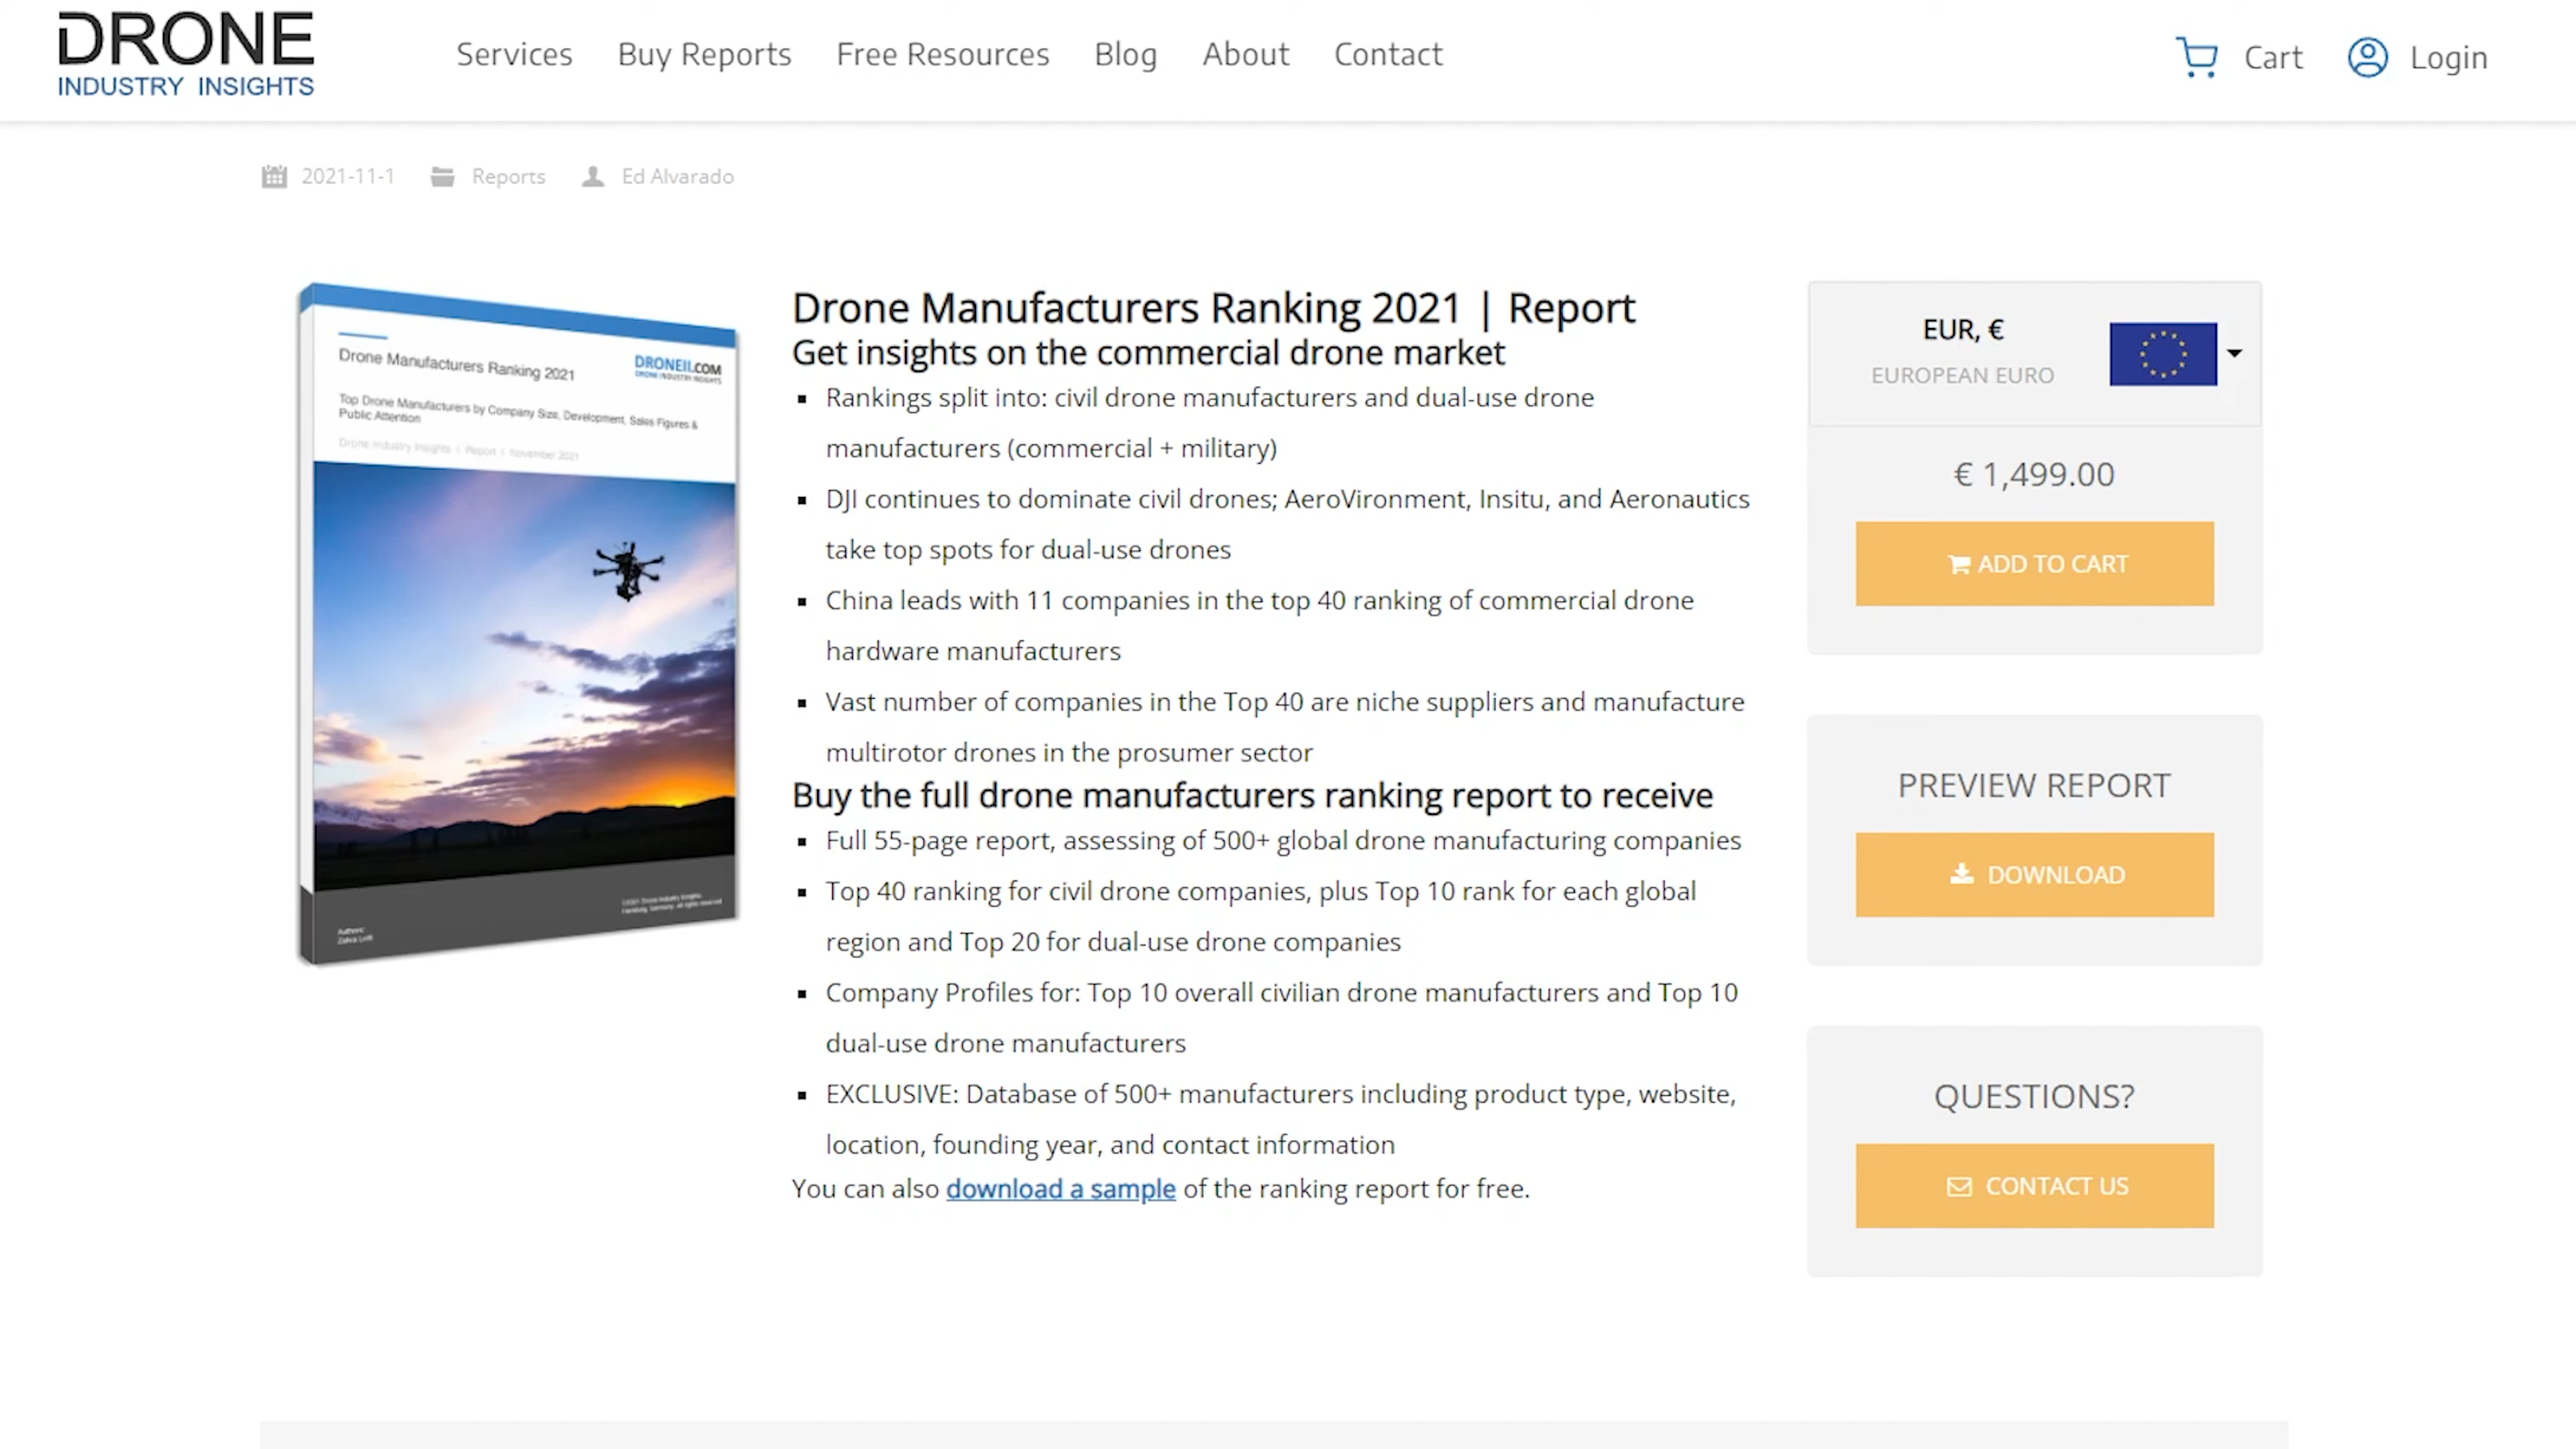 DRONE
INDUSTRY INSIGHTS
Services
Buy Reports
Free Resources
Blog
About
Contact
Cart
Login
2021-11-1
Reports
Ed Alvarado
Drone Manufacturers Ranking 2021
DRONEII.COM
DRONE INDUSTRY INSIGHTS
Top Drone Manufacturers by Company Size, Development, Sales Figures &
Public Attention
Drone Industry Insights | Report | November 2021
©2021 Drone Industry Insights,
Hamburg, Germany, all rights reserved
Authors:
Drone Manufacturers Ranking 2021 | Report
Get insights on the commercial drone market
▪ Rankings split into: civil drone manufacturers and dual-use drone
manufacturers (commercial + military)
▪ DJI continues to dominate civil drones; AeroVironment, Insitu, and Aeronautics
take top spots for dual-use drones
▪ China leads with 11 companies in the top 40 ranking of commercial drone
hardware manufacturers
▪ Vast number of companies in the Top 40 are niche suppliers and manufacture
multirotor drones in the prosumer sector
Buy the full drone manufacturers ranking report to receive
▪ Full 55-page report, assessing of 500+ global drone manufacturing companies
▪ Top 40 ranking for civil drone companies, plus Top 10 rank for each global
region and Top 20 for dual-use drone companies
▪ Company Profiles for: Top 10 overall civilian drone manufacturers and Top 10
dual-use drone manufacturers
▪ EXCLUSIVE: Database of 500+ manufacturers including product type, website,
location, founding year, and contact information
You can also download a sample of the ranking report for free.
EUR, €
EUROPEAN EURO
€ 1,499.00
ADD TO CART
PREVIEW REPORT
DOWNLOAD
QUESTIONS?
CONTACT US